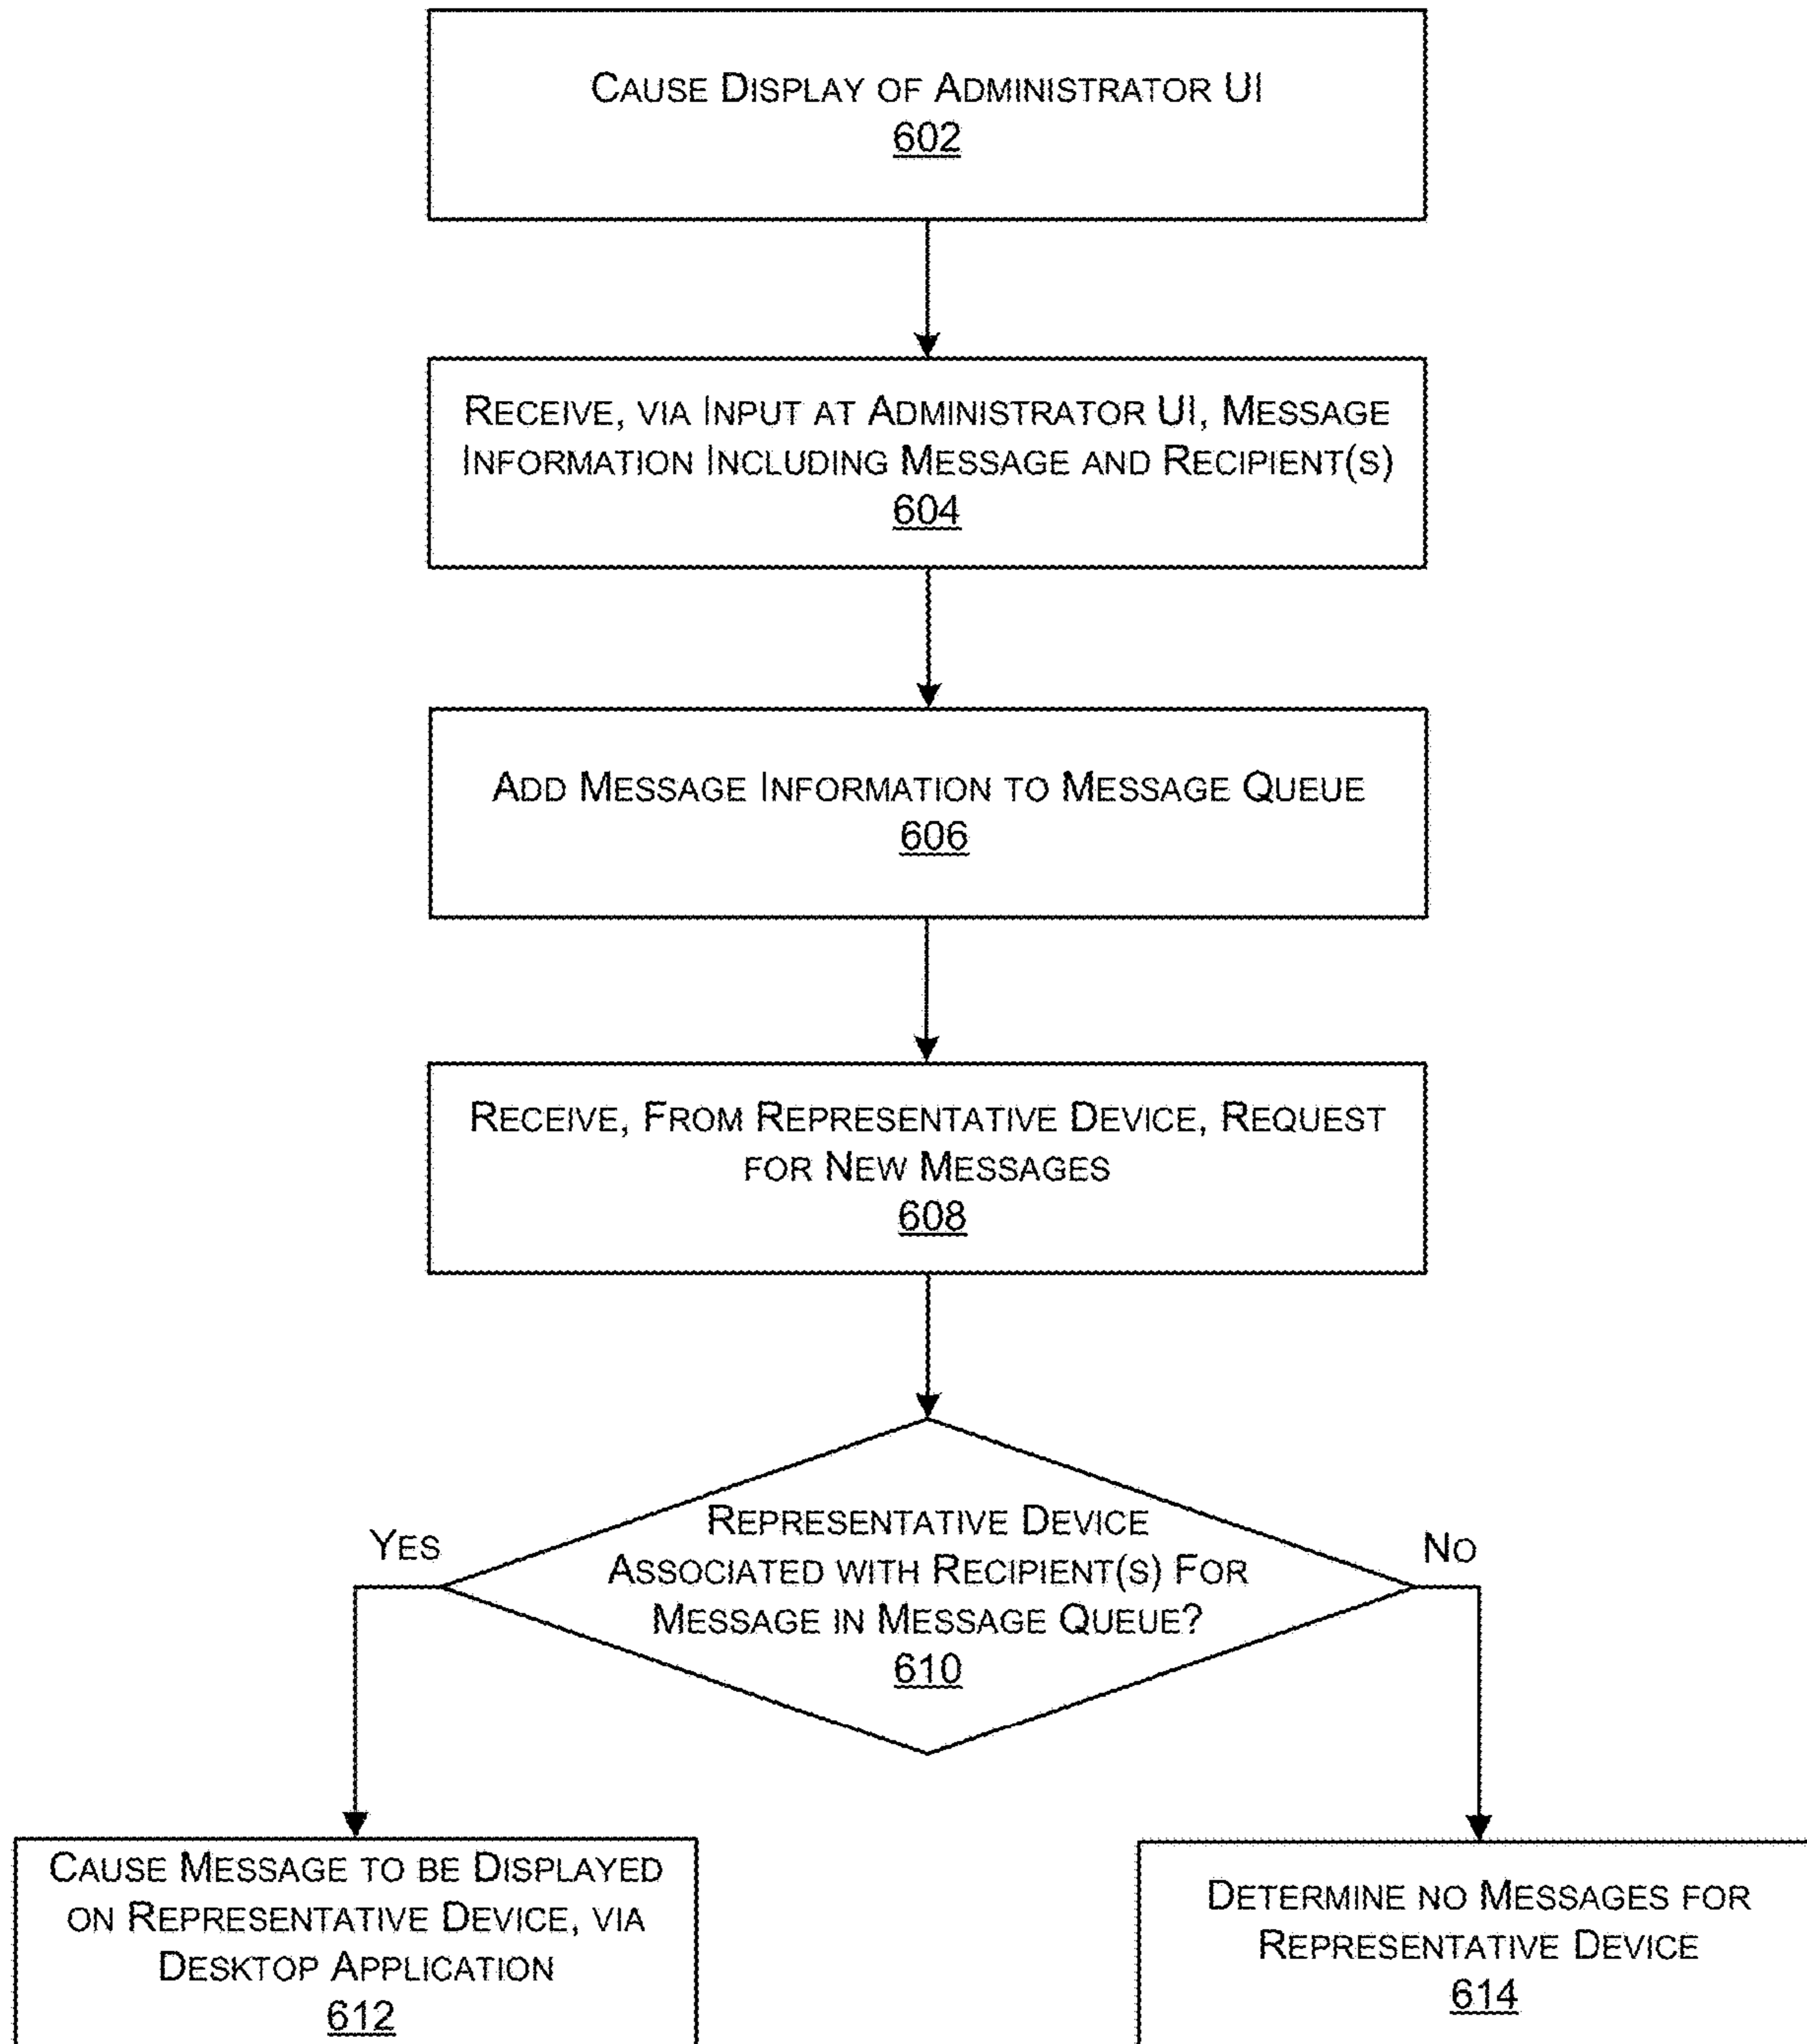 CAUSE DISPLAY OF ADMINISTRATOR UI
602
RECEIVE, VIA INPUT AT ADMINISTRATOR UI, MESSAGE
INFORMATION INCLUDING MESSAGE AND RECIPIENT(S)
604
ADD MESSAGE INFORMATION TO MESSAGE QUEUE
606
RECEIVE, FROM REPRESENTATIVE DEVICE, REQUEST
FOR NEW MESSAGES
608
REPRESENTATIVE DEVICE
ASSOCIATED WITH RECIPIENT(S) FOR
MESSAGE IN MESSAGE QUEUE?
610
YES
NO
CAUSE MESSAGE TO BE DISPLAYED
ON REPRESENTATIVE DEVICE, VIA
DESKTOP APPLICATION
612
DETERMINE NO MESSAGES FOR
REPRESENTATIVE DEVICE
614